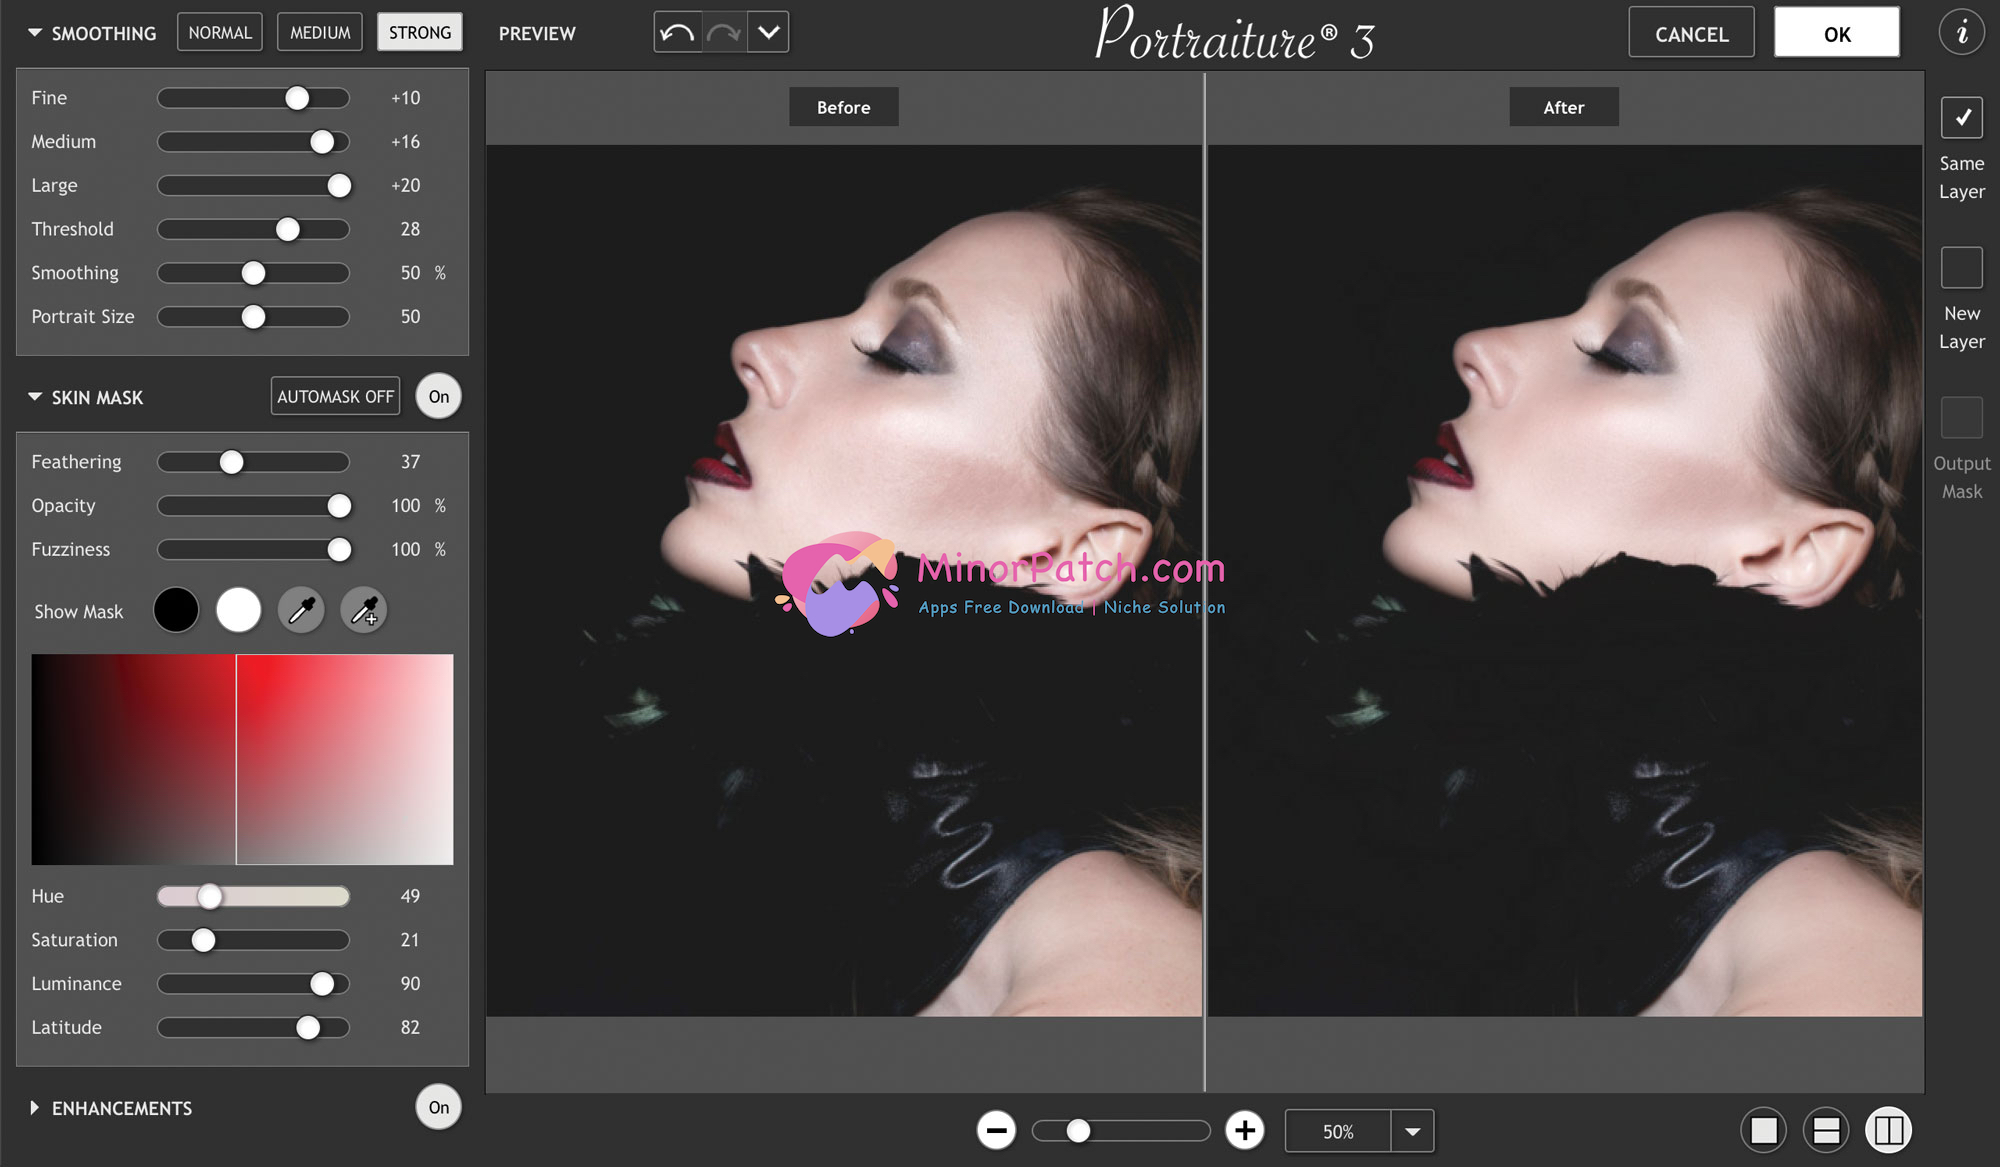 SMOOTHING NORMAL MEDIUM STRONG PREVIEW Portraiture® 3 CANCEL OK i
Fine +10
Medium +16
Large +20
Threshold 28
Smoothing 50 %
Portrait Size 50
SKIN MASK AUTOMASK OFF On
Feathering 37
Opacity 100 %
Fuzziness 100 %
Show Mask
Hue 49
Saturation 21
Luminance 90
Latitude 82
ENHANCEMENTS On
Before
After
MinorPatch.com
Apps Free Download | Niche Solution
50%
Same
Layer
New
Layer
Output
Mask